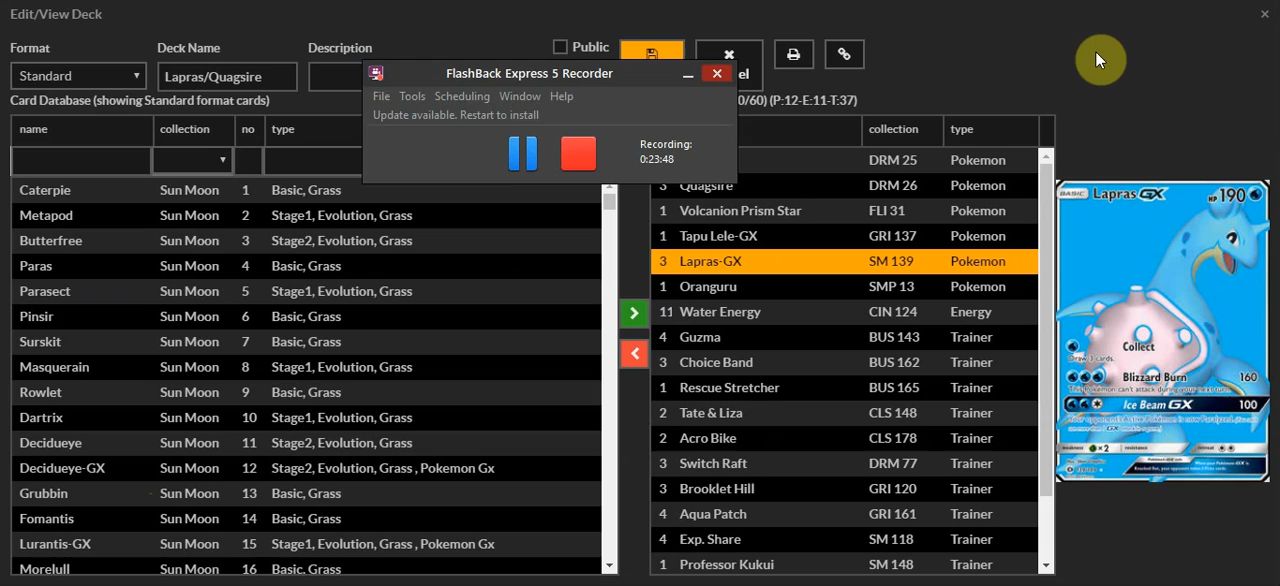 Edit/View Deck ×
Format Deck Name Description Public
Standard Lapras/Quagsire el
Card Database (showing Standard format cards) 0/60) (P:12-E:11-T:37)
FlashBack Express 5 Recorder
File Tools Scheduling Window Help
Update available. Restart to install
Recording:
0:23:48
name collection no type collection type
DRM 25 Pokemon
Caterpie Sun Moon 1 Basic, Grass
Metapod Sun Moon 2 Stage1, Evolution, Grass
Butterfree Sun Moon 3 Stage2, Evolution, Grass
Paras Sun Moon 4 Basic, Grass
Parasect Sun Moon 5 Stage1, Evolution, Grass
Pinsir Sun Moon 6 Basic, Grass
Surskit Sun Moon 7 Basic, Grass
Masquerain Sun Moon 8 Stage1, Evolution, Grass
Rowlet Sun Moon 9 Basic, Grass
Dartrix Sun Moon 10 Stage1, Evolution, Grass
Decidueye Sun Moon 11 Stage2, Evolution, Grass
Decidueye-GX Sun Moon 12 Stage2, Evolution, Grass , Pokemon Gx
Grubbin Sun Moon 13 Basic, Grass
Fomantis Sun Moon 14 Basic, Grass
Lurantis-GX Sun Moon 15 Stage1, Evolution, Grass , Pokemon Gx
Morelull Sun Moon 16 Basic, Grass
3 Quagsire DRM 26 Pokemon
1 Volcanion Prism Star FLI 31 Pokemon
1 Tapu Lele-GX GRI 137 Pokemon
3 Lapras-GX SM 139 Pokemon
1 Oranguru SMP 13 Pokemon
11 Water Energy CIN 124 Energy
4 Guzma BUS 143 Trainer
3 Choice Band BUS 162 Trainer
1 Rescue Stretcher BUS 165 Trainer
2 Tate & Liza CLS 148 Trainer
2 Acro Bike CLS 178 Trainer
3 Switch Raft DRM 77 Trainer
3 Brooklet Hill GRI 120 Trainer
4 Aqua Patch GRI 161 Trainer
4 Exp. Share SM 118 Trainer
1 Professor Kukui SM 148 Trainer
BASIC Lapras GX HP 190
Collect
Draw 3 cards.
Blizzard Burn 160
This Pokémon can't attack during your next turn.
Ice Beam GX 100